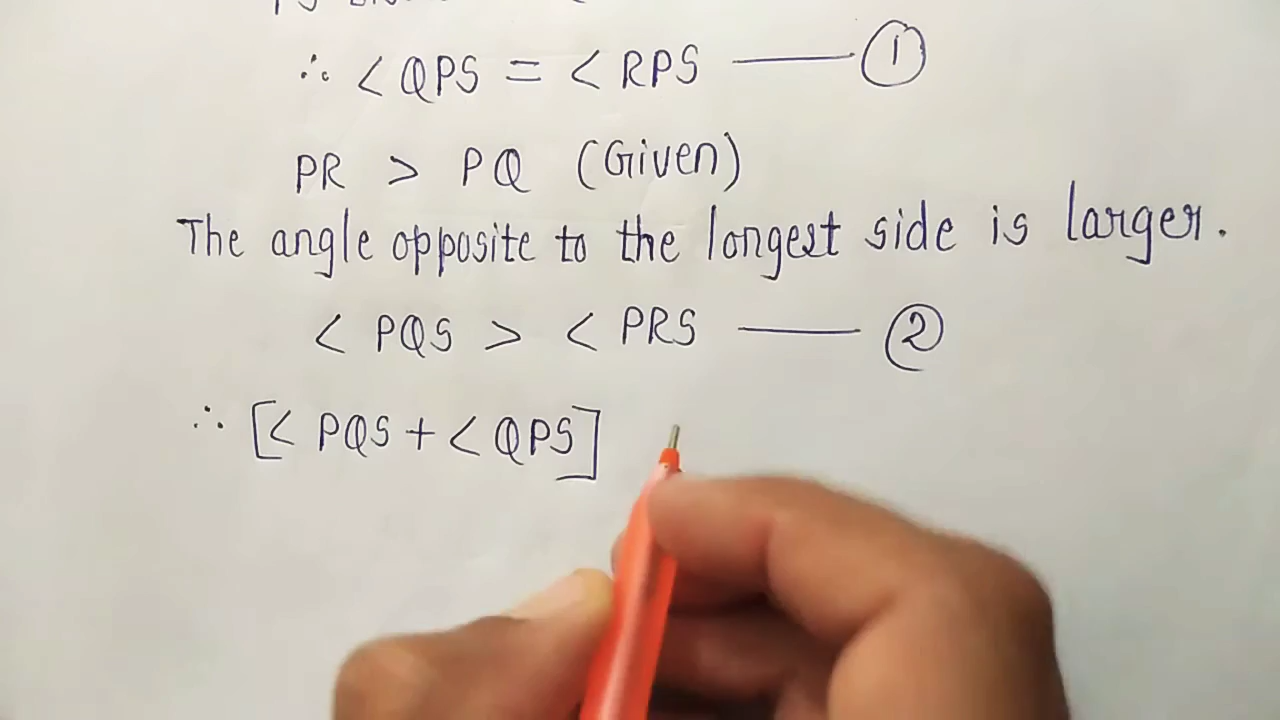 ∴ <QPS = <RPS —— ①
PR > PQ (Given)
The angle opposite to the longest side is larger.
< PQS > < PRS —— ②
∴ [< PQS + < QPS]